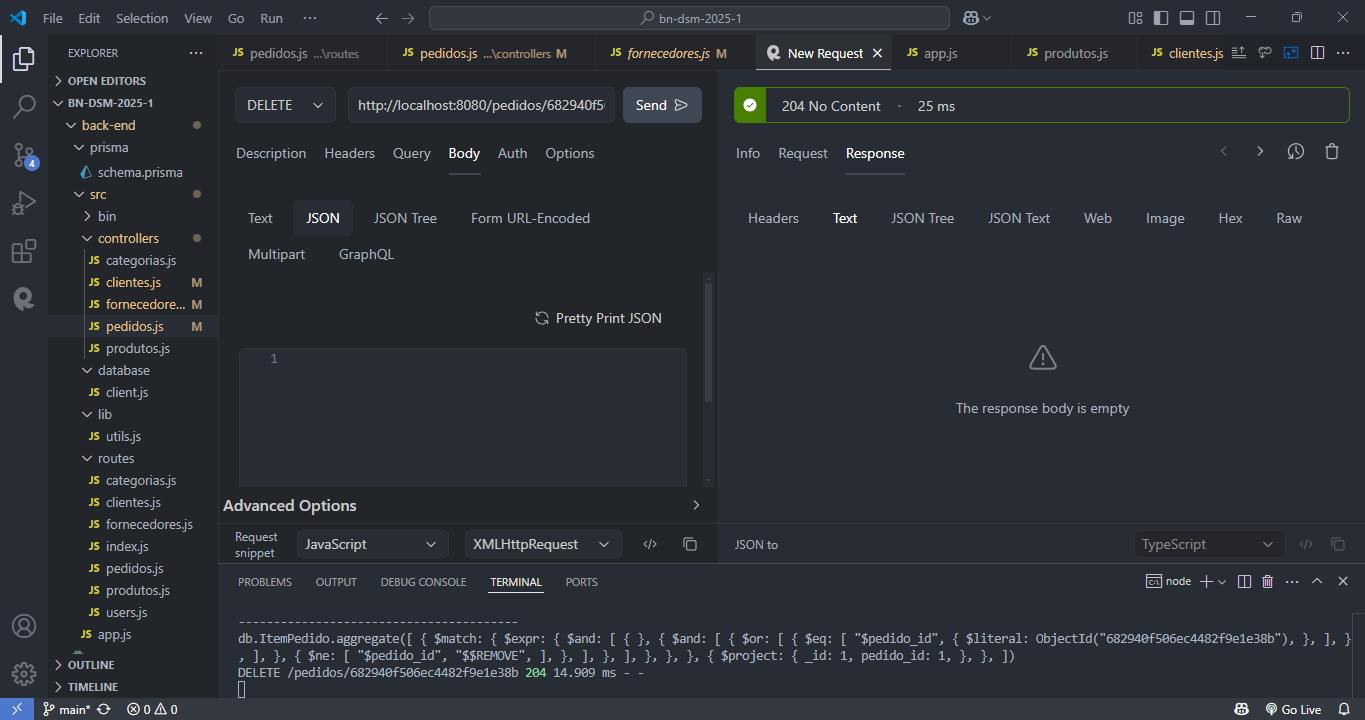 File Edit Selection View Go Run ···
bn-dsm-2025-1
EXPLORER
OPEN EDITORS
BN-DSM-2025-1
back-end
prisma
schema.prisma
src
bin
controllers
JS categorias.js
JS clientes.js M
JS fornecedore... M
JS pedidos.js M
JS produtos.js
database
JS client.js
lib
JS utils.js
routes
JS categorias.js
JS clientes.js
JS fornecedores.js
JS index.js
JS pedidos.js
JS produtos.js
JS users.js
JS app.js
OUTLINE
TIMELINE
4
JS pedidos.js ...\routes
JS pedidos.js ...\controllers M
JS fornecedores.js M
New Request
JS app.js
JS produtos.js
JS clientes.js
DELETE
http://localhost:8080/pedidos/682940f50
Send
Description Headers Query Body Auth Options
Text JSON JSON Tree Form URL-Encoded
Multipart GraphQL
Pretty Print JSON
1
Advanced Options
Request snippet
JavaScript
XMLHttpRequest
204 No Content · 25 ms
Info Request Response
Headers Text JSON Tree JSON Text Web Image Hex Raw
The response body is empty
JSON to
TypeScript
PROBLEMS OUTPUT DEBUG CONSOLE TERMINAL PORTS
node
----------------------------------------
db.ItemPedido.aggregate([ { $match: { $expr: { $and: [ { }, { $and: [ { $or: [ { $eq: [ "$pedido_id", { $literal: ObjectId("682940f506ec4482f9e1e38b"), }, ], }
, ], }, { $ne: [ "$pedido_id", "$$REMOVE", ], }, ], }, ], }, }, }, { $project: { _id: 1, pedido_id: 1, }, }, ])
DELETE /pedidos/682940f506ec4482f9e1e38b 204 14.909 ms - -
main* 0 0
Go Live